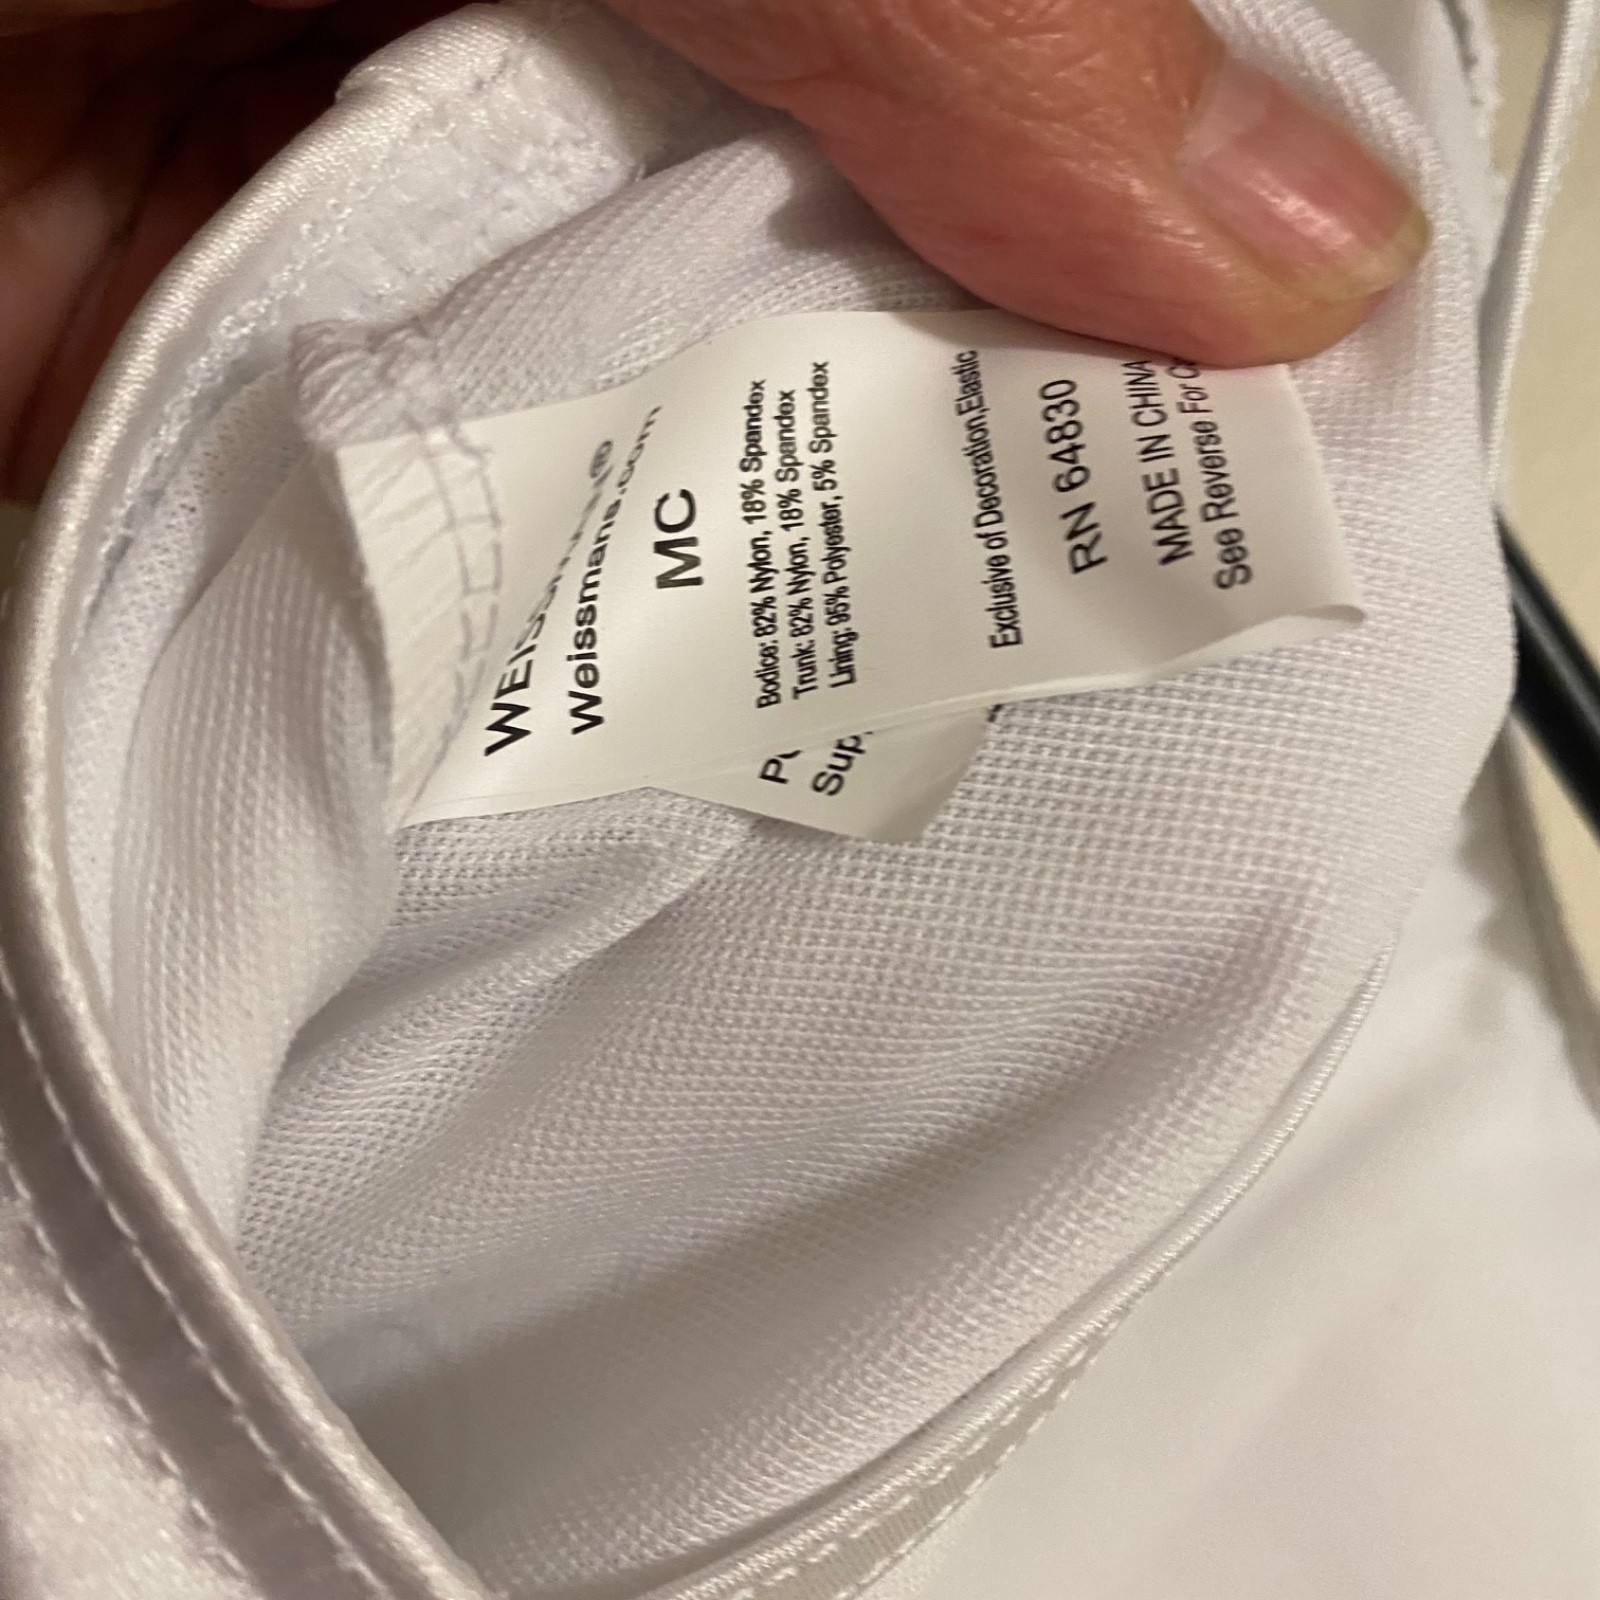 WEISSMAN®
Weissmans.com
MC
Bodice: 82% Nylon, 18% Spandex
Trunk: 82% Nylon, 18% Spandex
Lining: 95% Polyester, 5% Spandex
Exclusive of Decoration,Elastic
RN 64830
MADE IN CHINA
See Reverse For